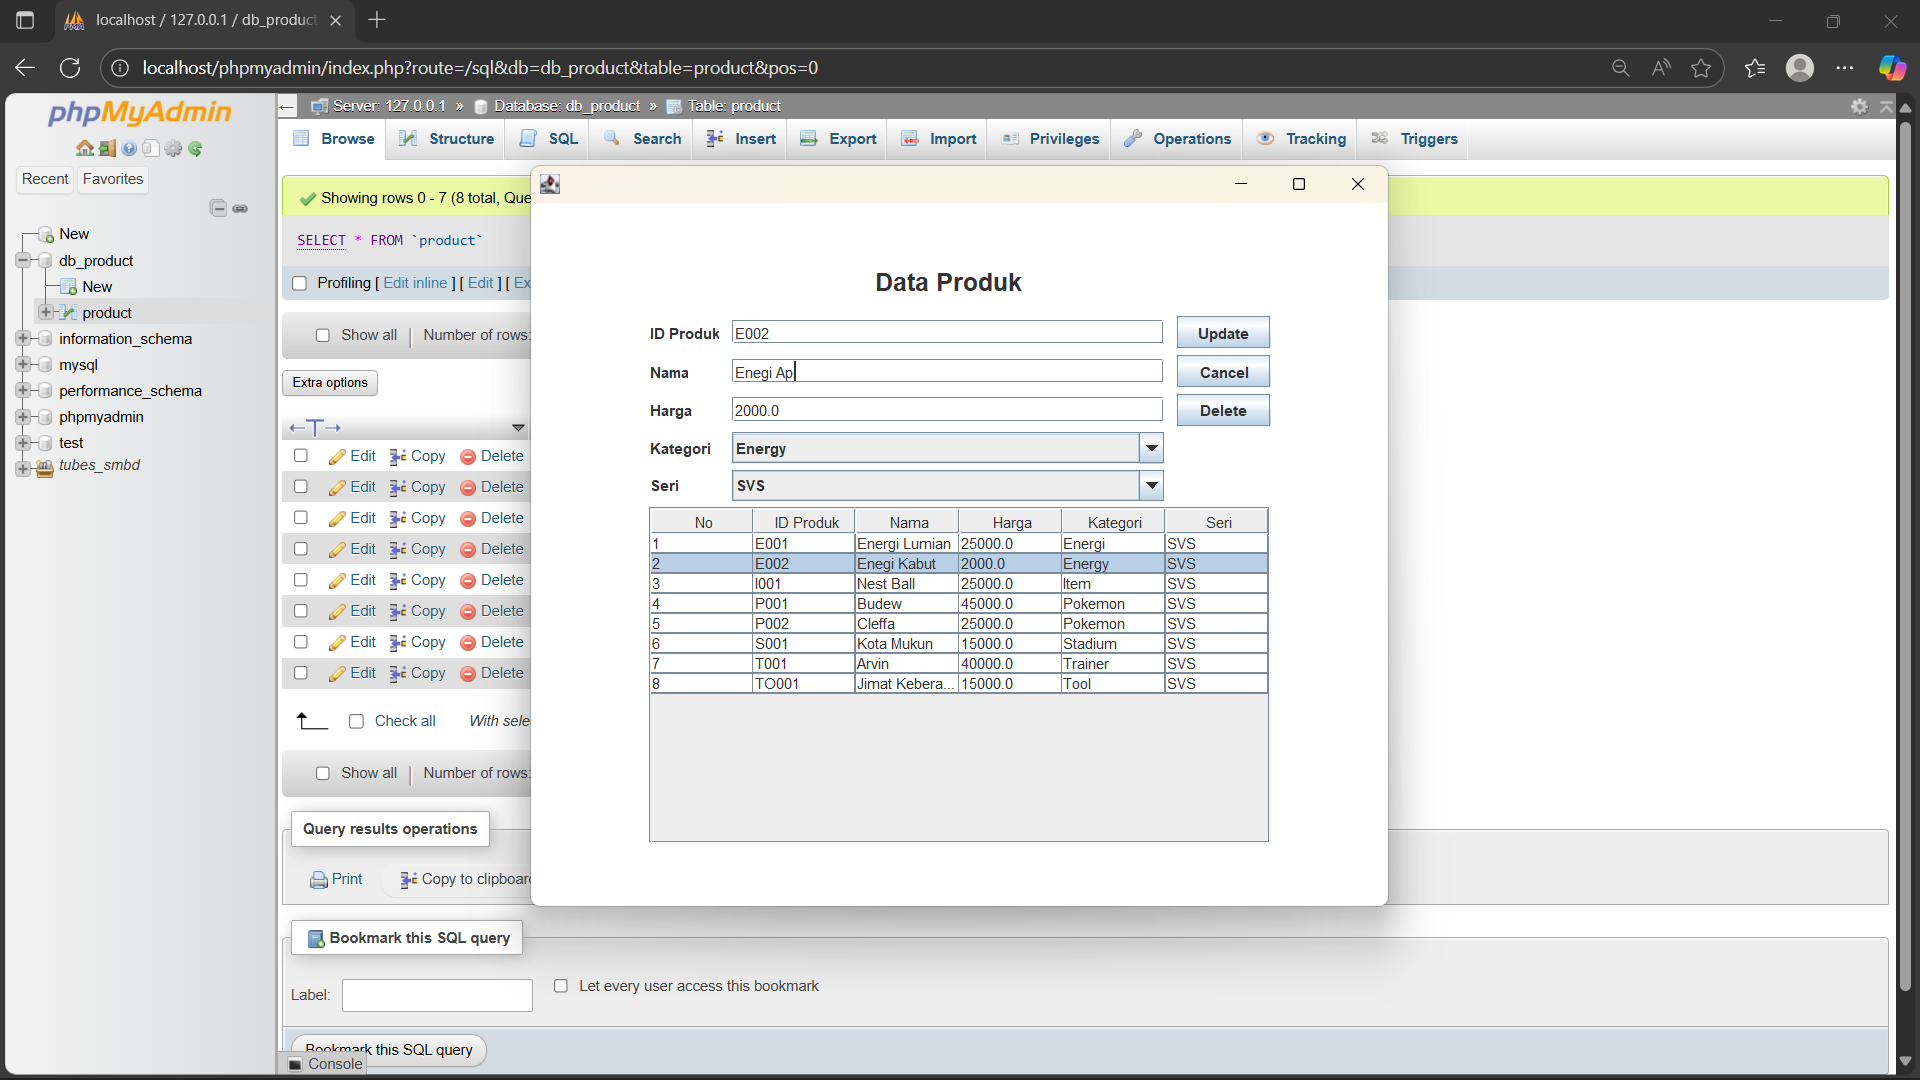 localhost / 127.0.0.1 / db_product
localhost/phpmyadmin/index.php?route=/sql&db=db_product&table=product&pos=0
phpMyAdmin
Recent
Favorites
New
db_product
New
product
information_schema
mysql
performance_schema
phpmyadmin
test
tubes_smbd
Server: 127.0.0.1 » Database: db_product » Table: product
Browse Structure SQL Search Insert Export Import Privileges Operations Tracking Triggers
Showing rows 0 - 7 (8 total, Que
SELECT * FROM `product`
Profiling [ Edit inline ] [ Edit ] [ Ex
Show all Number of rows:
Extra options
Edit Copy Delete
Edit Copy Delete
Edit Copy Delete
Edit Copy Delete
Edit Copy Delete
Edit Copy Delete
Edit Copy Delete
Edit Copy Delete
Check all With sele
Show all Number of rows:
Query results operations
Print Copy to clipboar
Bookmark this SQL query
Label: Let every user access this bookmark
Bookmark this SQL query
Console
Data Produk
ID Produk E002 Update
Nama Enegi Ap Cancel
Harga 2000.0 Delete
Kategori Energy
Seri SVS
No ID Produk Nama Harga Kategori Seri
1 E001 Energi Lumian 25000.0 Energi SVS
2 E002 Enegi Kabut 2000.0 Energy SVS
3 I001 Nest Ball 25000.0 Item SVS
4 P001 Budew 45000.0 Pokemon SVS
5 P002 Cleffa 25000.0 Pokemon SVS
6 S001 Kota Mukun 15000.0 Stadium SVS
7 T001 Arvin 40000.0 Trainer SVS
8 TO001 Jimat Kebera... 15000.0 Tool SVS